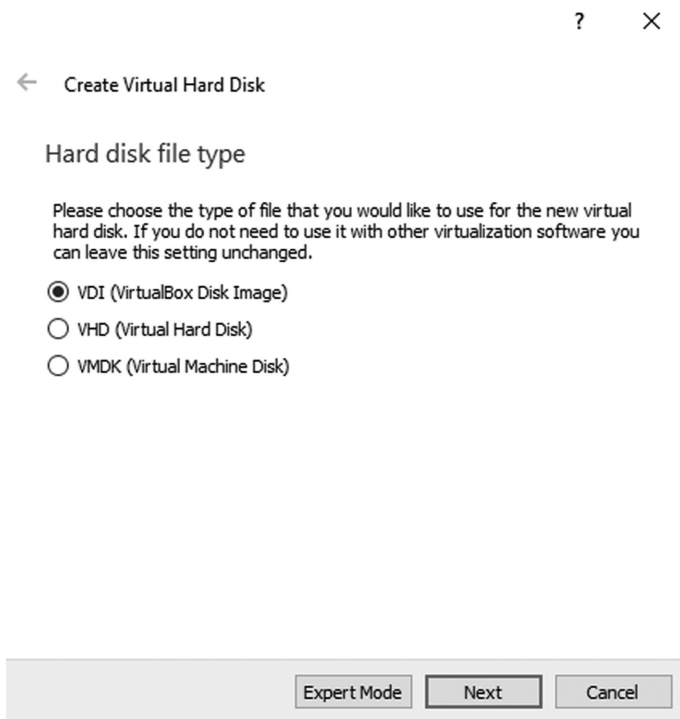 ?
Create Virtual Hard Disk
Hard disk file type
Please choose the type of file that you would like to use for the new virtual
hard disk. If you do not need to use it with other virtualization software you
can leave this setting unchanged.
VDI (VirtualBox Disk Image)
VHD (Virtual Hard Disk)
VMDK (Virtual Machine Disk)
Expert Mode Next Cancel